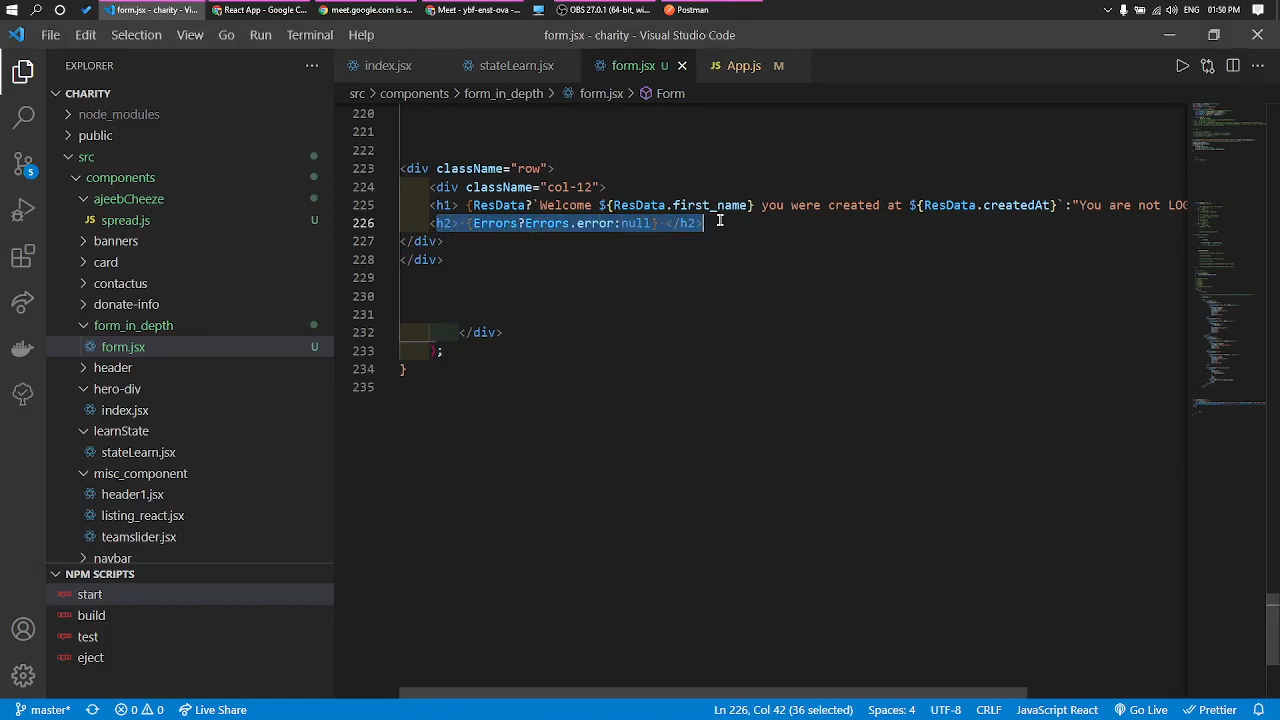 form.jsx - charity - Vi...
React App - Google C...
meet.google.com is s...
Meet - ybf-enst-ova - ...
OBS 27.0.1 (64-bit, wi...
Postman
ENG
01:50 PM
File Edit Selection View Go Run Terminal Help
form.jsx - charity - Visual Studio Code
EXPLORER
index.jsx
stateLearn.jsx
form.jsx U
JS App.js M
src > components > form_in_depth > form.jsx > Form
CHARITY
node_modules
public
src
components
ajeebCheeze
JS spread.js
banners
card
contactus
donate-info
form_in_depth
form.jsx U
header
hero-div
index.jsx
learnState
stateLearn.jsx
misc_component
header1.jsx
listing_react.jsx
teamslider.jsx
navbar
NPM SCRIPTS
start
build
test
eject
5
220
221
222
223 <div className="row">
224 <div className="col-12">
225 <h1> {ResData?`Welcome ${ResData.first_name} you were created at ${ResData.createdAt}`:"You are not LOG
226 <h2> {Errors?Errors.error:null} </h2>
227 </div>
228 </div>
229
230
231
232 </div>
233 );
234 }
235
master* 0 0 Live Share
Ln 226, Col 42 (36 selected) Spaces: 4 UTF-8 CRLF JavaScript React Go Live Prettier